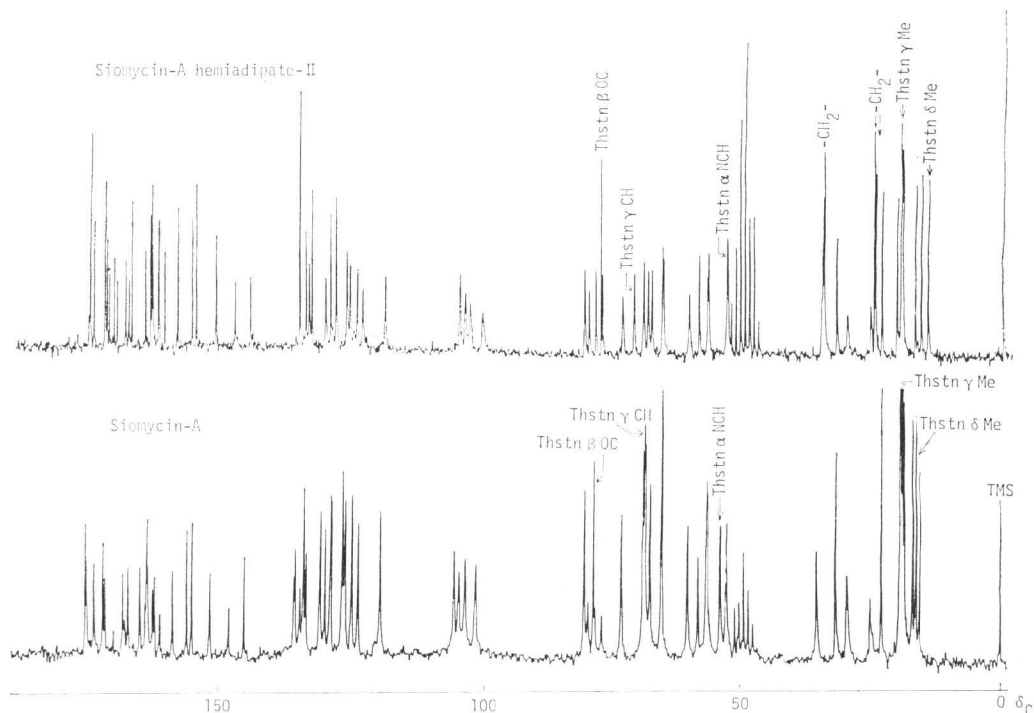 Siomycin-A hemiadipate-II
Thstn β OC
Thstn γ CH
Thstn α NCH
-CH2-
-CH2-
Thstn γ Me
Thstn δ Me
Siomycin-A
Thstn γ CH
Thstn β OC
Thstn α NCH
Thstn γ Me
Thstn δ Me
TMS
150 100 50 0 δc